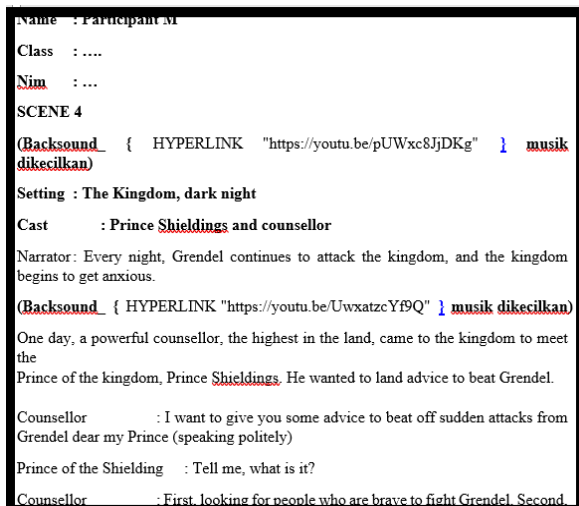 Name : Participant M
Class : ....
Nim : ...
SCENE 4
(Backsound_ { HYPERLINK "https://youtu.be/pUWxc8JjDKg" } musik
dikecilkan)
Setting : The Kingdom, dark night
Cast : Prince Shieldings and counsellor
Narrator: Every night, Grendel continues to attack the kingdom, and the kingdom
begins to get anxious.
(Backsound_ { HYPERLINK "https://youtu.be/UwxatzcYf9Q" } musik dikecilkan)
One day, a powerful counsellor, the highest in the land, came to the kingdom to meet
the
Prince of the kingdom, Prince Shieldings. He wanted to land advice to beat Grendel.
Counsellor : I want to give you some advice to beat off sudden attacks from
Grendel dear my Prince (speaking politely)
Prince of the Shielding : Tell me, what is it?
Counsellor : First, looking for people who are brave to fight Grendel. Second,